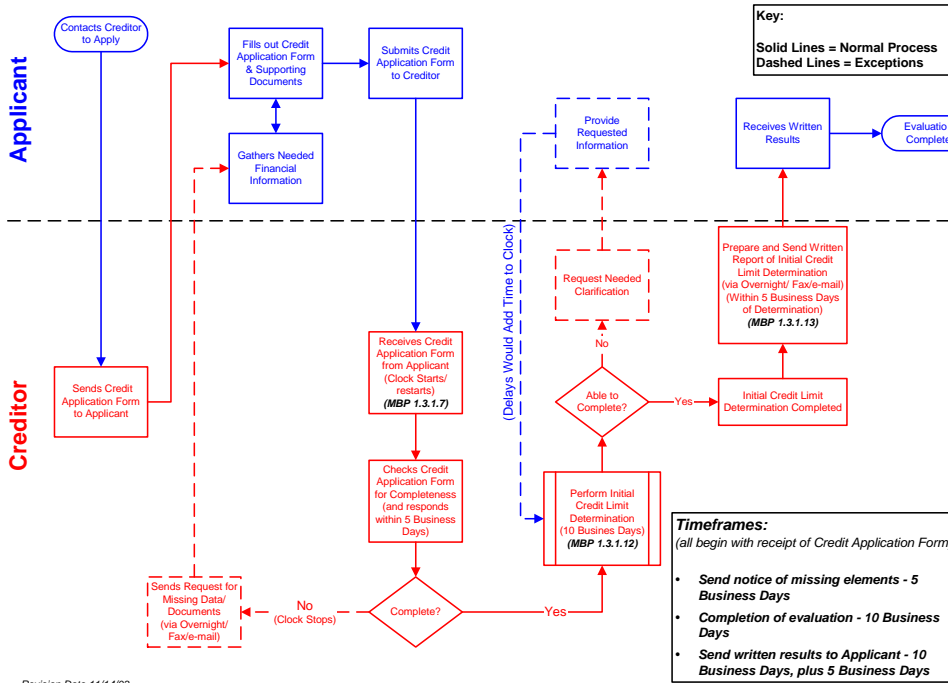 Applicant
Contacts Creditor
to Apply
Fills out Credit
Application Form
& Supporting
Documents
Submits Credit
Application Form
to Creditor
Gathers Needed
Financial
Information
Provide
Requested
Information
Receives Written
Results
Evaluatio
Complete
Key:
Solid Lines = Normal Process
Dashed Lines = Exceptions
Creditor
Sends Credit
Application Form
to Applicant
Receives Credit
Application Form
from Applicant
(Clock Starts/
restarts)
(MBP 1.3.1.7)
Checks Credit
Application Form
for Completeness
(and responds
within 5 Business
Days)
Complete?
No
(Clock Stops)
Sends Request for
Missing Data/
Documents
(via Overnight/
Fax/e-mail)
Yes
(Delays Would Add Time to Clock)
Perform Initial
Credit Limit
Determination
(10 Busines Days)
(MBP 1.3.1.12)
Able to
Complete?
No
Request Needed
Clarification
Yes
Initial Credit Limit
Determination Completed
Prepare and Send Written
Report of Initial Credit
Limit Determination
(via Overnight/ Fax/e-mail)
(Within 5 Business Days
of Determination)
(MBP 1.3.1.13)
Timeframes:
(all begin with receipt of Credit Application Form
• Send notice of missing elements - 5
Business Days
• Completion of evaluation - 10 Business
Days
• Send written results to Applicant - 10
Business Days, plus 5 Business Days